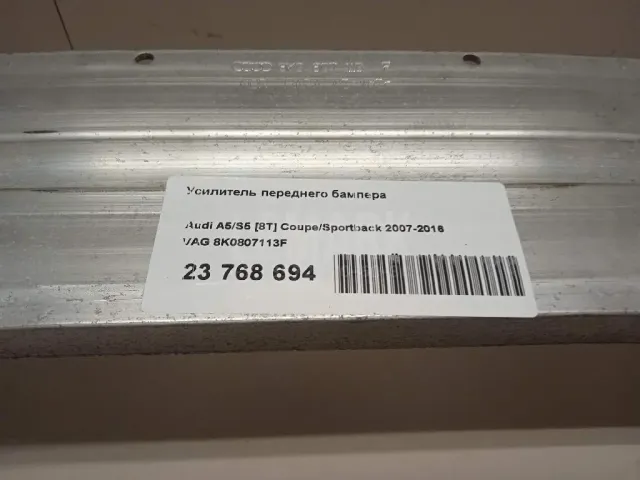 Усилитель переднего бампера
Audi A5/S5 [8T] Coupe/Sportback 2007-2016
VAG 8K0807113F
23 768 694